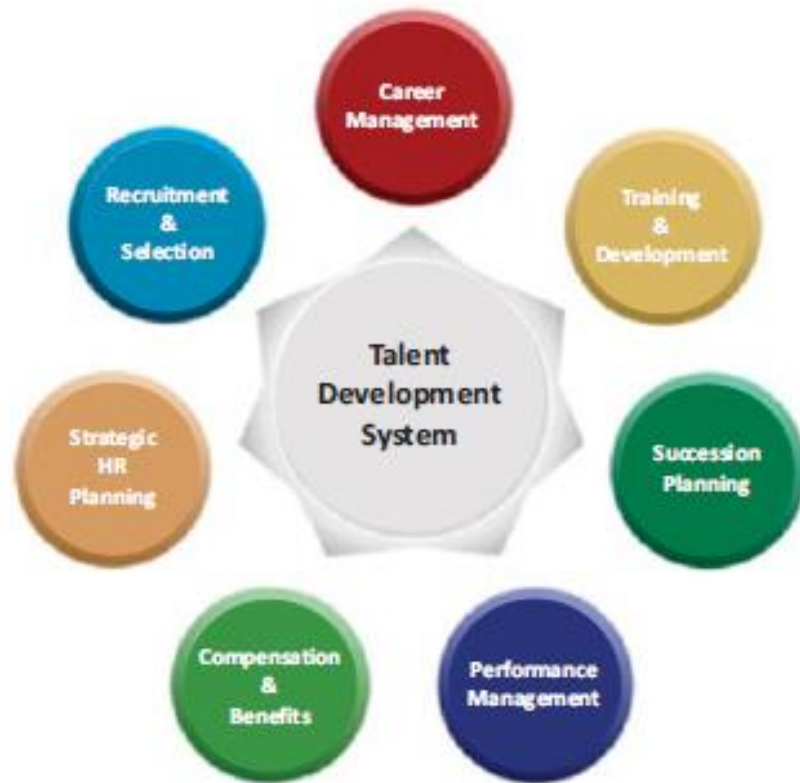 Career
Management
Training
&
Development
Succession
Planning
Performance
Management
Compensation
&
Benefits
Strategic
HR
Planning
Recruitment
&
Selection
Talent
Development
System